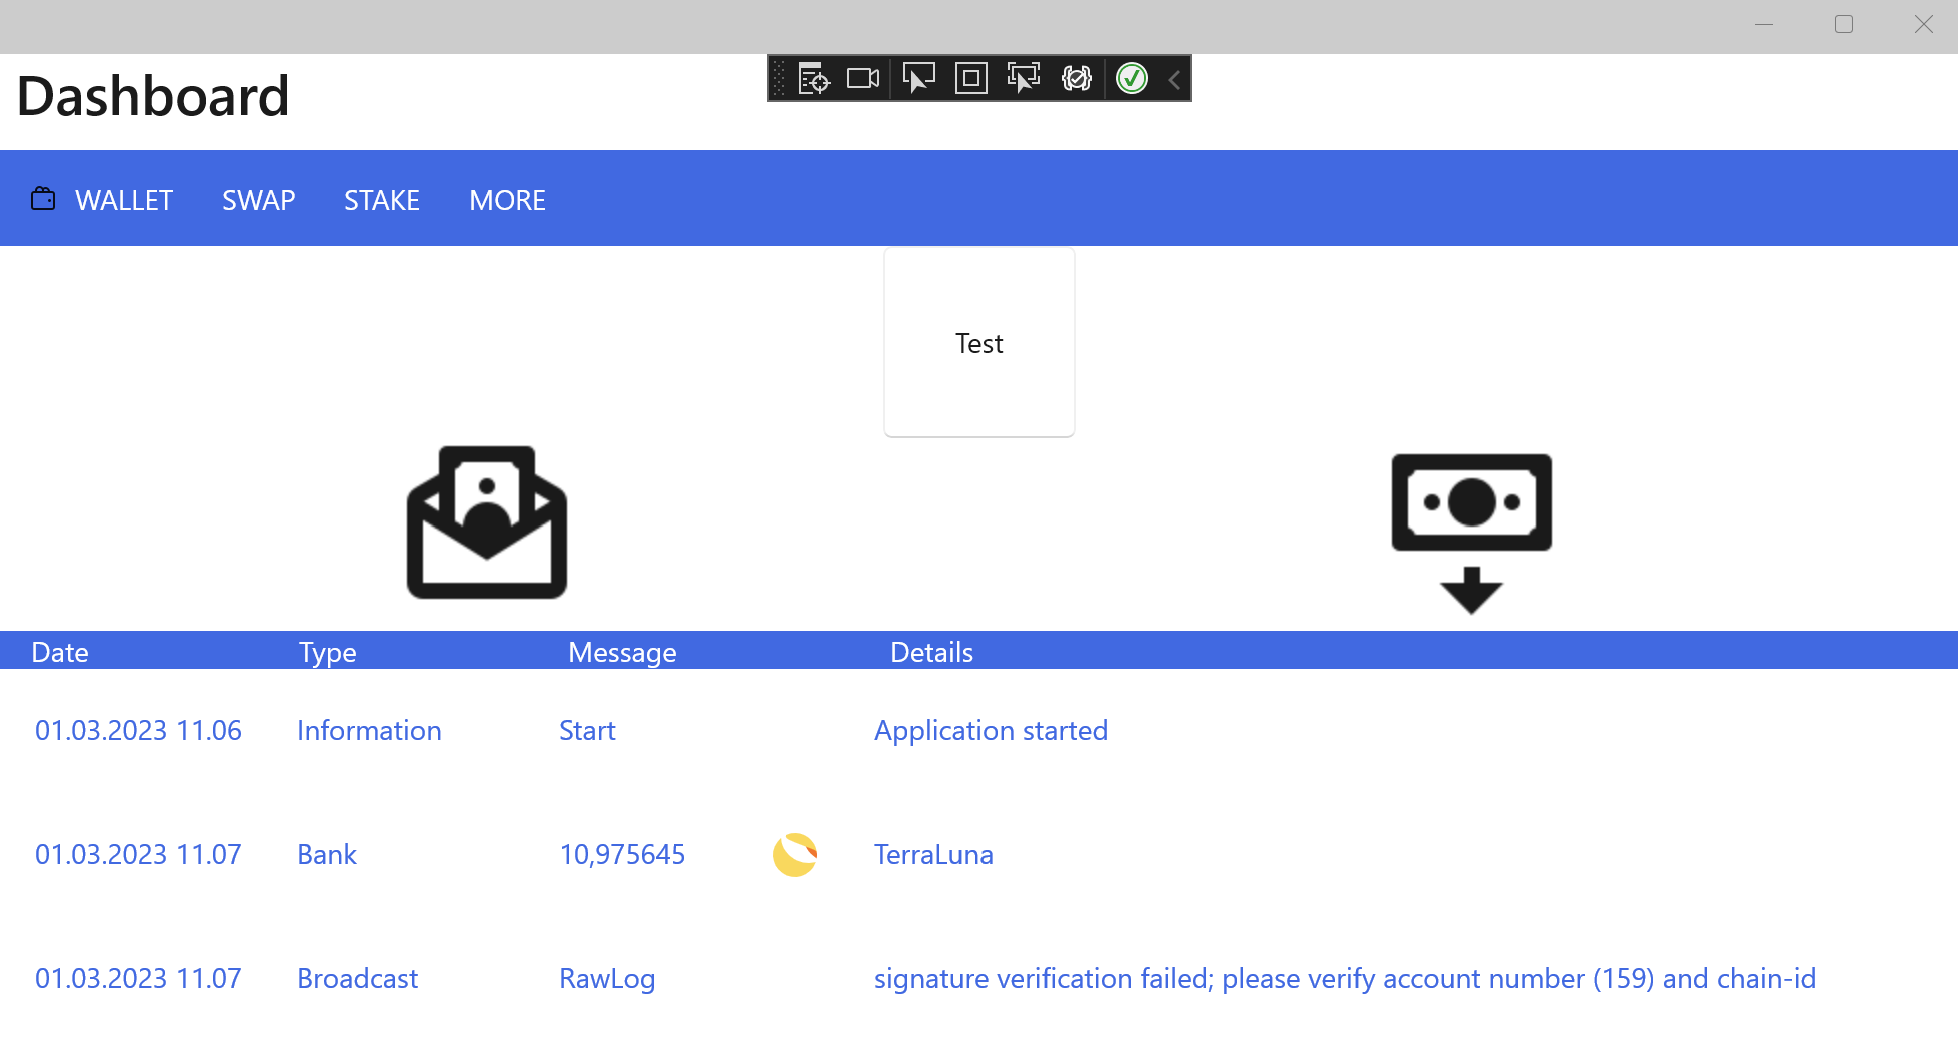 Dashboard
WALLET SWAP STAKE MORE
Test
Date Type Message Details
01.03.2023 11.06 Information Start Application started
01.03.2023 11.07 Bank 10,975645 TerraLuna
01.03.2023 11.07 Broadcast RawLog signature verification failed; please verify account number (159) and chain-id